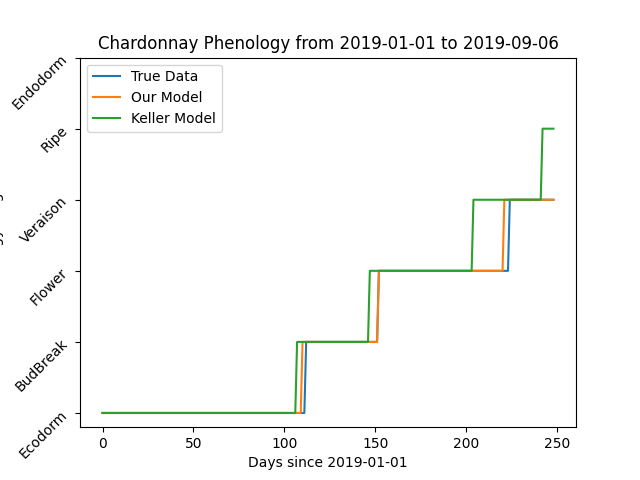 Chardonnay Phenology from 2019-01-01 to 2019-09-06
Endodorm
Ripe
Veraison
Flower
BudBreak
Ecodorm
True Data
Our Model
Keller Model
0 50 100 150 200 250
Days since 2019-01-01